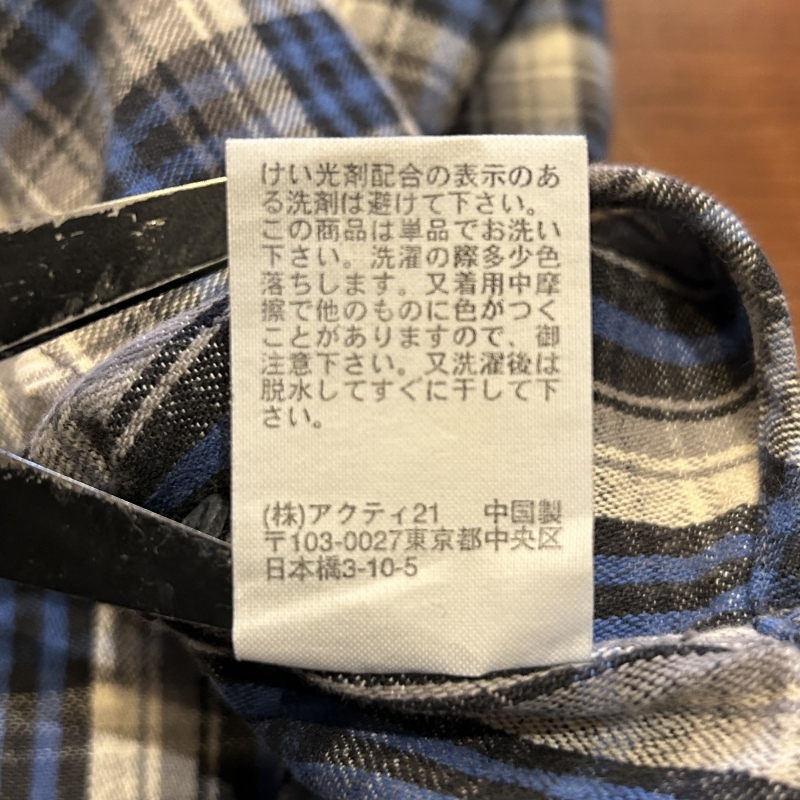 けい光剤配合の表示のあ
る洗剤は避けて下さい。
この商品は単品でお洗い
下さい。洗濯の際多少色
落ちします。又着用中摩
擦で他のものに色がつく
ことがありますので、御
注意下さい。又洗濯後は
脱水してすぐに干して下
さい。
(株)アクティ21 中国製
〒103-0027東京都中央区
日本橋3-10-5